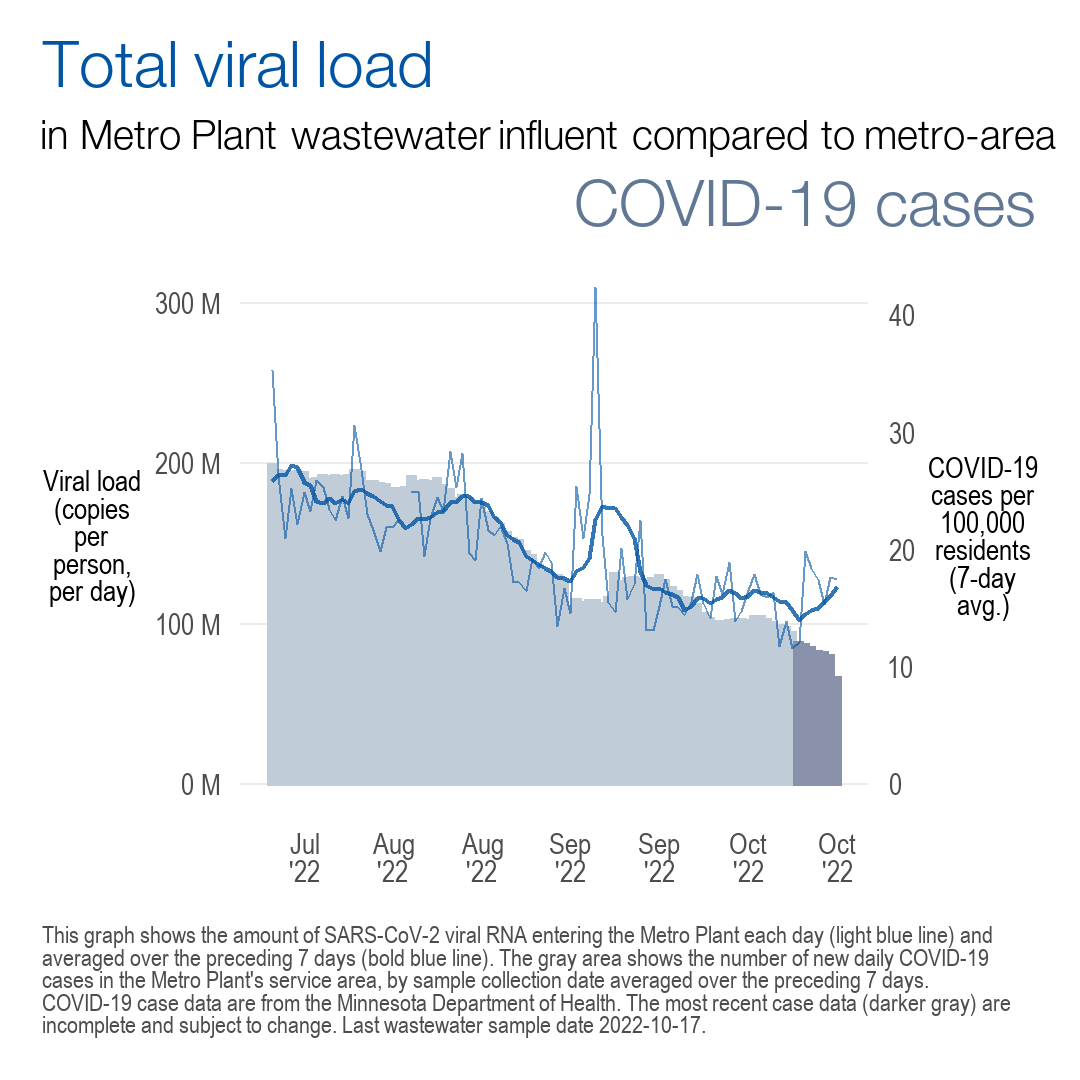 Total viral load
in Metro Plant wastewater influent compared to metro-area
COVID-19 cases
300 M
200 M
100 M
0 M
Viral load
(copies
per
person,
per day)
40
30
20
10
0
COVID-19
cases per
100,000
residents
(7-day
avg.)
Jul
'22
Aug
'22
Aug
'22
Sep
'22
Sep
'22
Oct
'22
Oct
'22
This graph shows the amount of SARS-CoV-2 viral RNA entering the Metro Plant each day (light blue line) and
averaged over the preceding 7 days (bold blue line). The gray area shows the number of new daily COVID-19
cases in the Metro Plant's service area, by sample collection date averaged over the preceding 7 days.
COVID-19 case data are from the Minnesota Department of Health. The most recent case data (darker gray) are
incomplete and subject to change. Last wastewater sample date 2022-10-17.